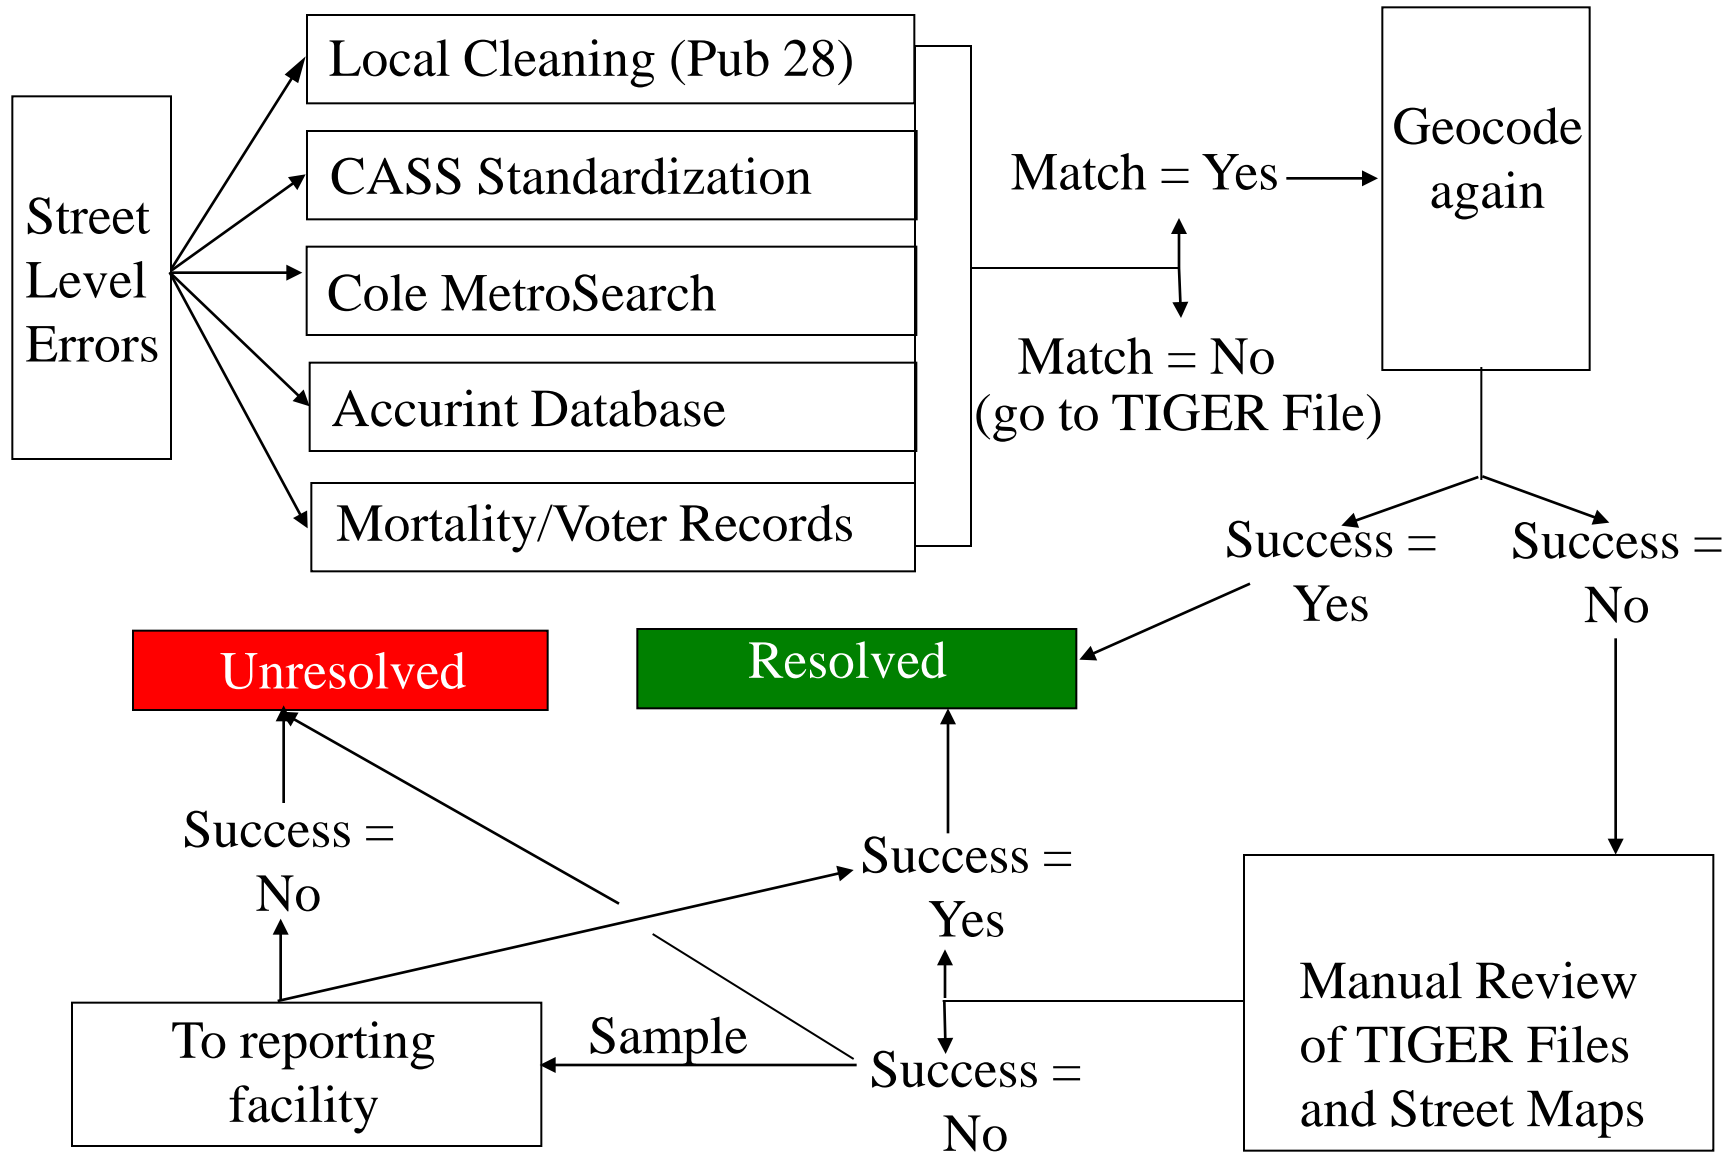 Street
Level
Errors
Local Cleaning (Pub 28)
CASS Standardization
Cole MetroSearch
Accurint Database
Mortality/Voter Records
Match = Yes
Match = No
(go to TIGER File)
Geocode
again
Success =
Yes
Success =
No
Unresolved
Resolved
Success =
No
Success =
Yes
To reporting
facility
Sample
Success =
No
Manual Review
of TIGER Files
and Street Maps